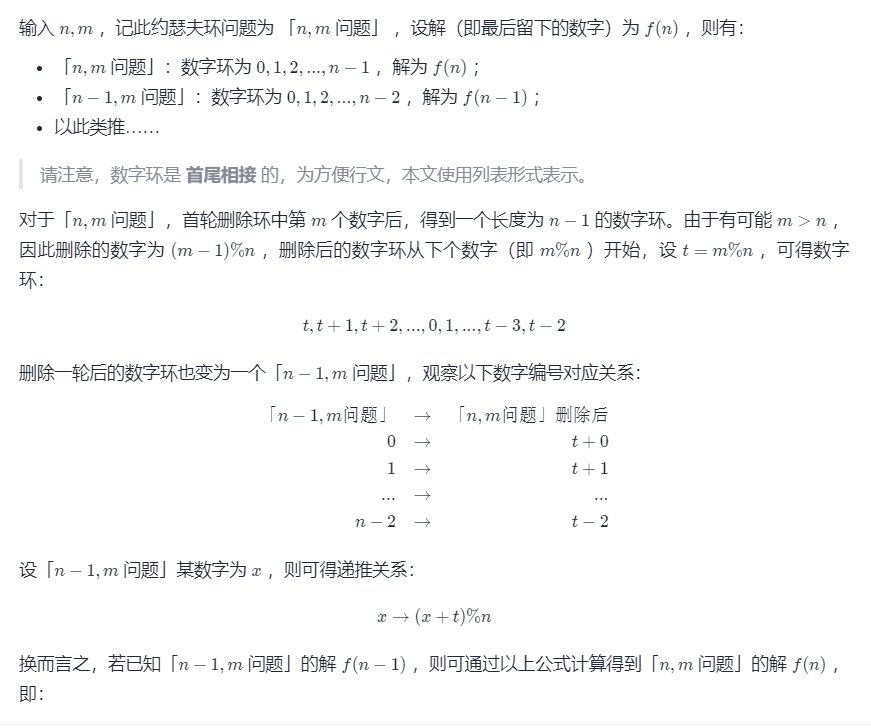 输入 n, m ，记此约瑟夫环问题为 「n, m 问题」 ，设解（即最后留下的数字）为 f(n) ，则有：
• 「n, m 问题」：数字环为 0, 1, 2, ..., n − 1 ，解为 f(n) ；
• 「n − 1, m 问题」：数字环为 0, 1, 2, ..., n − 2 ，解为 f(n − 1) ；
• 以此类推……
请注意，数字环是 首尾相接 的，为方便行文，本文使用列表形式表示。
对于「n, m 问题」，首轮删除环中第 m 个数字后，得到一个长度为 n − 1 的数字环。由于有可能 m > n ，
因此删除的数字为 (m − 1)%n ，删除后的数字环从下个数字（即 m%n ）开始，设 t = m%n ，可得数字
环：
t, t + 1, t + 2, ..., 0, 1, ..., t − 3, t − 2
删除一轮后的数字环也变为一个「n − 1, m 问题」，观察以下数字编号对应关系：
「n − 1, m问题」 → 「n, m问题」删除后
0 → t + 0
1 → t + 1
... → ...
n − 2 → t − 2
设「n − 1, m 问题」某数字为 x ，则可得递推关系：
x → (x + t)%n
换而言之，若已知「n − 1, m 问题」的解 f(n − 1) ，则可通过以上公式计算得到「n, m 问题」的解 f(n) ，
即：